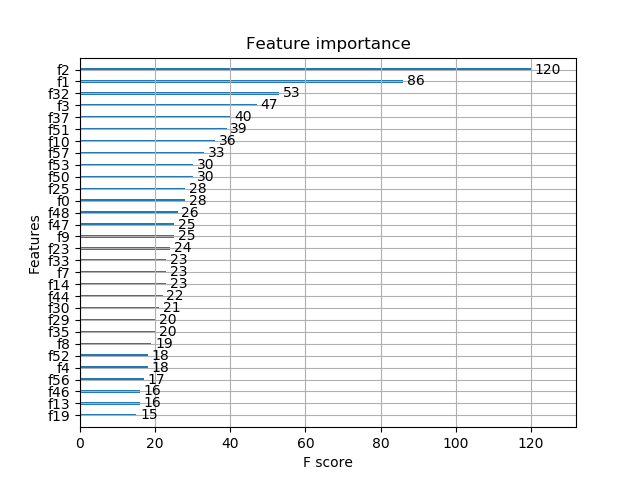 Feature importance
f2 120
f1 86
f32 53
f3 47
f37 40
f51 39
f10 36
f57 33
f53 30
f50 30
f25 28
f0 28
f48 26
f47 25
f9 25
f23 24
f33 23
f7 23
f14 23
f44 22
f30 21
f29 20
f35 20
f8 19
f52 18
f4 18
f56 17
f46 16
f13 16
f19 15
Features
0 20 40 60 80 100 120
F score